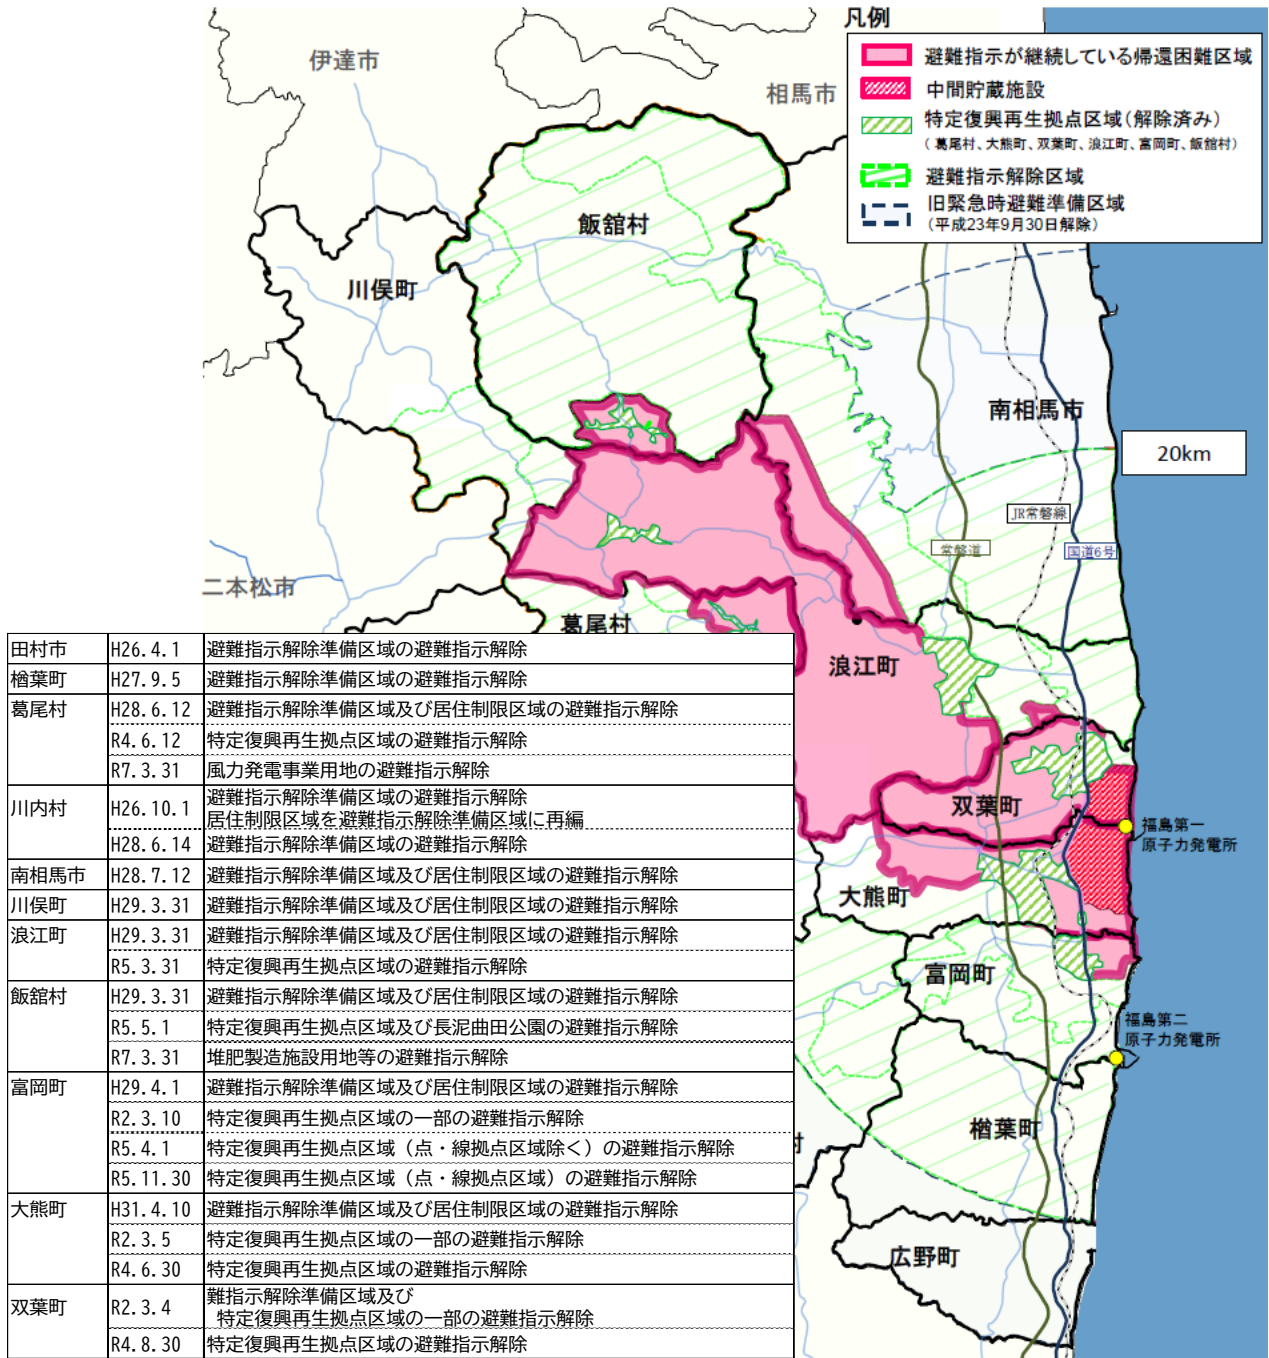 凡例
避難指示が継続している帰還困難区域
中間貯蔵施設
特定復興再生拠点区域(解除済み)
(葛尾村、大熊町、双葉町、浪江町、富岡町、飯舘村)
避難指示解除区域
旧緊急時避難準備区域
(平成23年9月30日解除)
伊達市
相馬市
飯舘村
川俣町
南相馬市
20km
JR常磐線
常磐道
国道6号
二本松市
葛尾村
浪江町
双葉町
福島第一
原子力発電所
大熊町
富岡町
福島第二
原子力発電所
楢葉町
村
広野町
田村市 H26.4.1 避難指示解除準備区域の避難指示解除
楢葉町 H27.9.5 避難指示解除準備区域の避難指示解除
葛尾村 H28.6.12 避難指示解除準備区域及び居住制限区域の避難指示解除
R4.6.12 特定復興再生拠点区域の避難指示解除
R7.3.31 風力発電事業用地の避難指示解除
川内村 H26.10.1 避難指示解除準備区域の避難指示解除
居住制限区域を避難指示解除準備区域に再編
H28.6.14 避難指示解除準備区域の避難指示解除
南相馬市 H28.7.12 避難指示解除準備区域及び居住制限区域の避難指示解除
川俣町 H29.3.31 避難指示解除準備区域及び居住制限区域の避難指示解除
浪江町 H29.3.31 避難指示解除準備区域及び居住制限区域の避難指示解除
R5.3.31 特定復興再生拠点区域の避難指示解除
飯舘村 H29.3.31 避難指示解除準備区域及び居住制限区域の避難指示解除
R5.5.1 特定復興再生拠点区域及び長泥曲田公園の避難指示解除
R7.3.31 堆肥製造施設用地等の避難指示解除
富岡町 H29.4.1 避難指示解除準備区域及び居住制限区域の避難指示解除
R2.3.10 特定復興再生拠点区域の一部の避難指示解除
R5.4.1 特定復興再生拠点区域（点・線拠点区域除く）の避難指示解除
R5.11.30 特定復興再生拠点区域（点・線拠点区域）の避難指示解除
大熊町 H31.4.10 避難指示解除準備区域及び居住制限区域の避難指示解除
R2.3.5 特定復興再生拠点区域の一部の避難指示解除
R4.6.30 特定復興再生拠点区域の避難指示解除
双葉町 R2.3.4 難指示解除準備区域及び
特定復興再生拠点区域の一部の避難指示解除
R4.8.30 特定復興再生拠点区域の避難指示解除